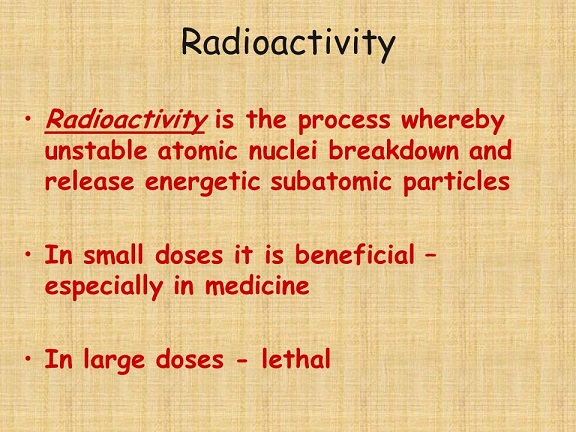 Radioactivity
• Radioactivity is the process whereby
unstable atomic nuclei breakdown and
release energetic subatomic particles
• In small doses it is beneficial –
especially in medicine
• In large doses - lethal